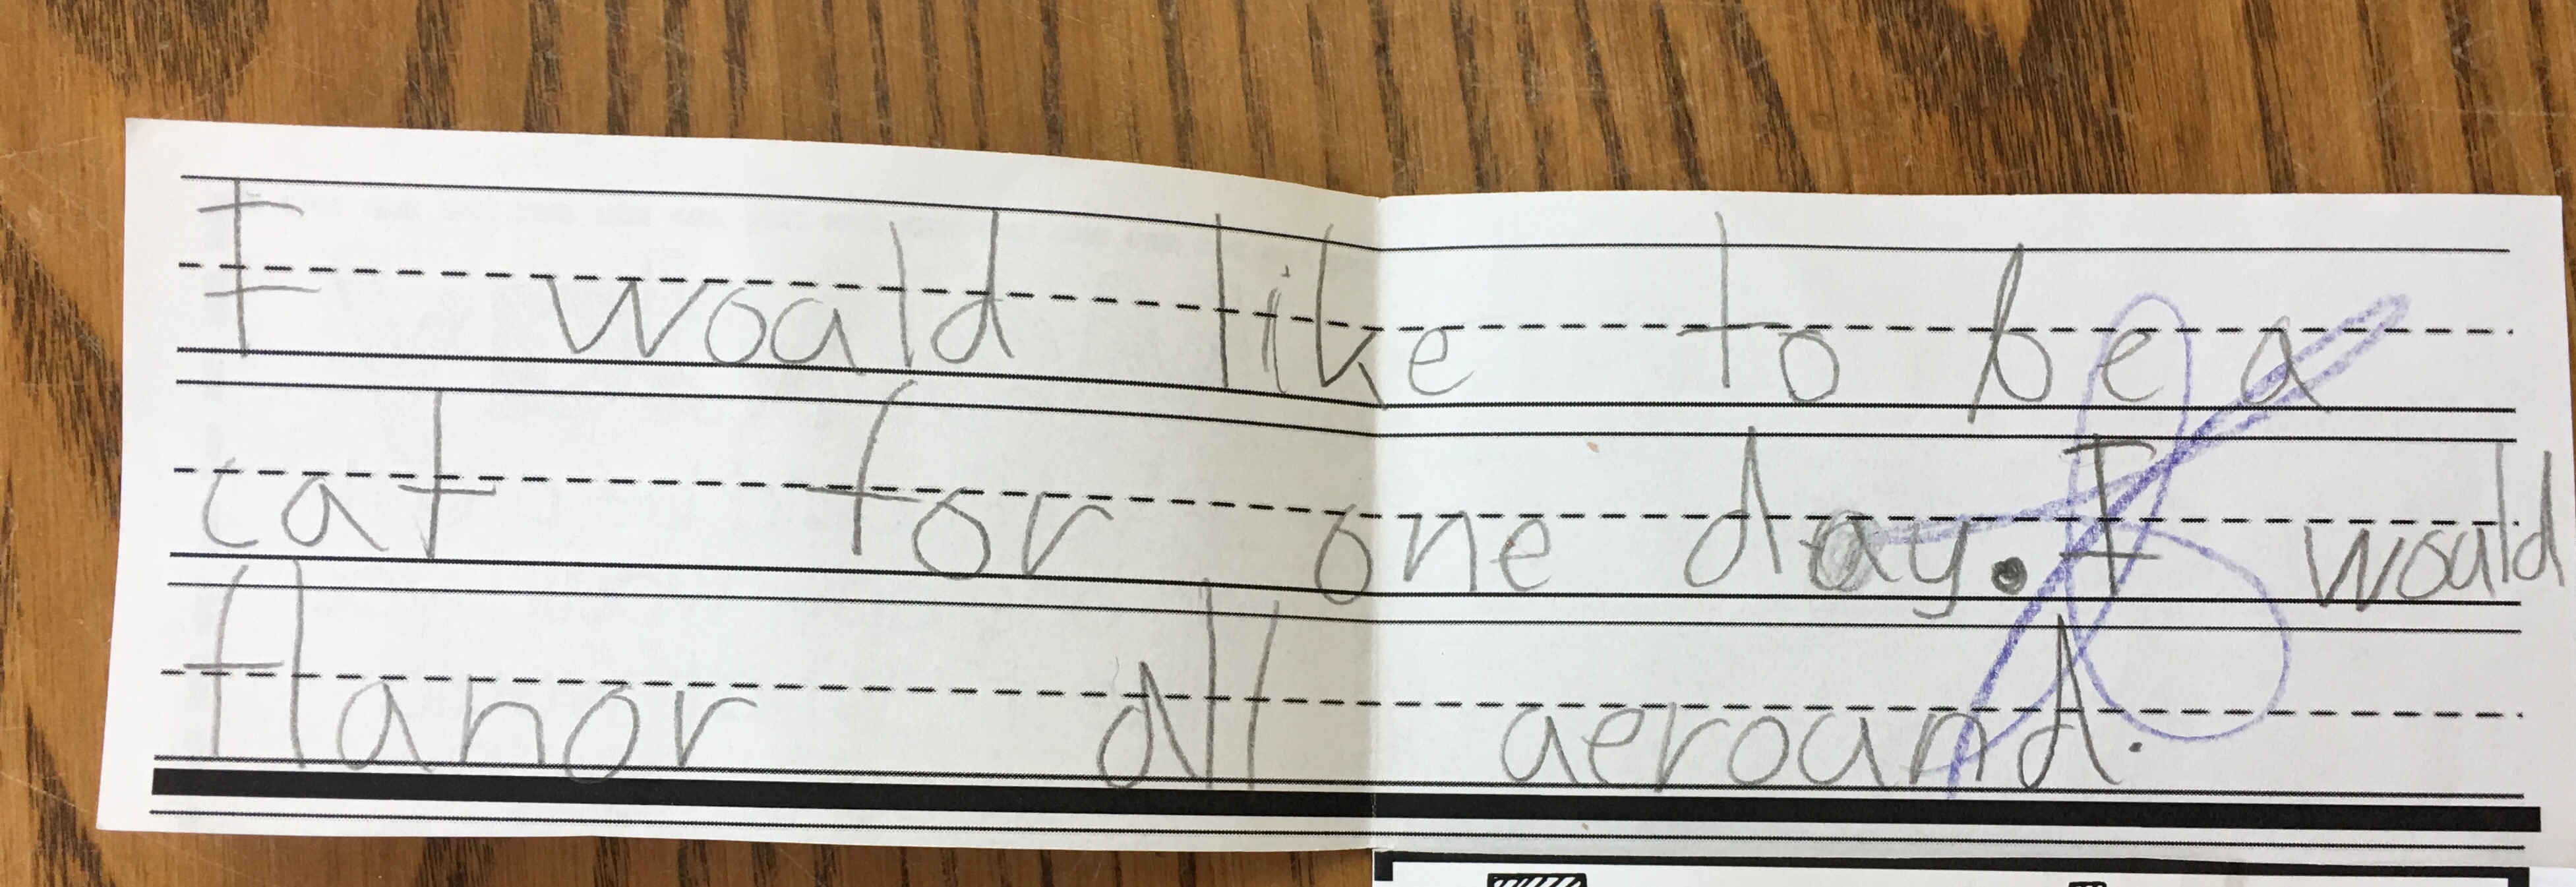 I woald like to be a
cat for one day. I woald
flanor all aeroand.